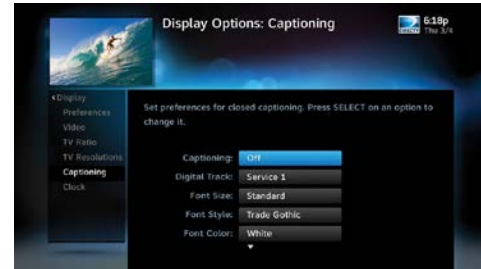 Display Options: Captioning
DIRECTV
6:18p
Thu 3/4
Display
Preferences
Video
TV Ratio
TV Resolutions
Captioning
Clock
Set preferences for closed captioning. Press SELECT on an option to
change it.
Captioning: Off
Digital Track: Service 1
Font Size: Standard
Font Style: Trade Gothic
Font Color: White